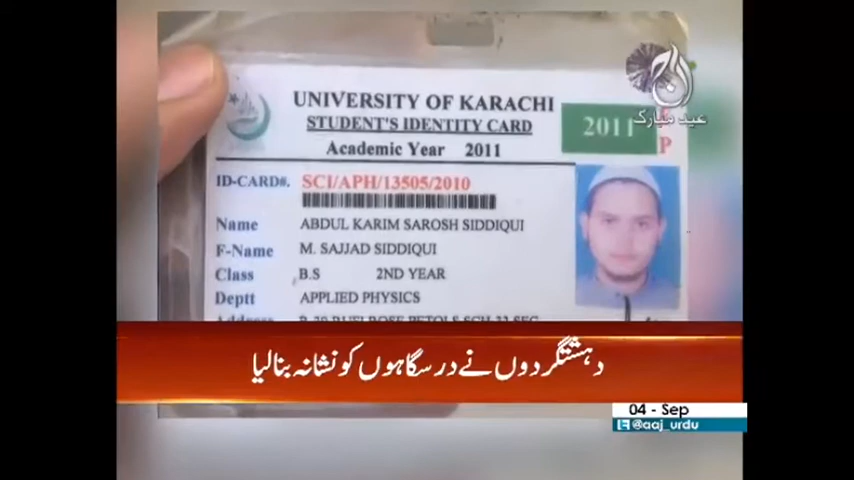 UNIVERSITY OF KARACHI
STUDENT'S IDENTITY CARD
Academic Year 2011
2011
P
آج
عید مبارک
ID-CARD#. SCI/APH/13505/2010
Name ABDUL KARIM SAROSH SIDDIQUI
F-Name M. SAJJAD SIDDIQUI
Class B.S 2ND YEAR
Deptt APPLIED PHYSICS
دہشتگردوں نے درسگاہوں کو نشانہ بنالیا
04 - Sep
@aaj_urdu